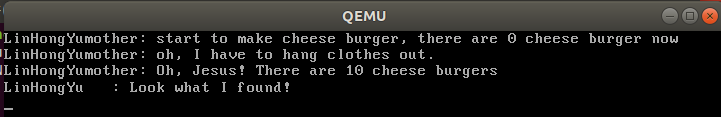 QEMU
LinHongYumother: start to make cheese burger, there are 0 cheese burger now
LinHongYumother: oh, I have to hang clothes out.
LinHongYumother: Oh, Jesus! There are 10 cheese burgers
LinHongYu   : Look what I found!